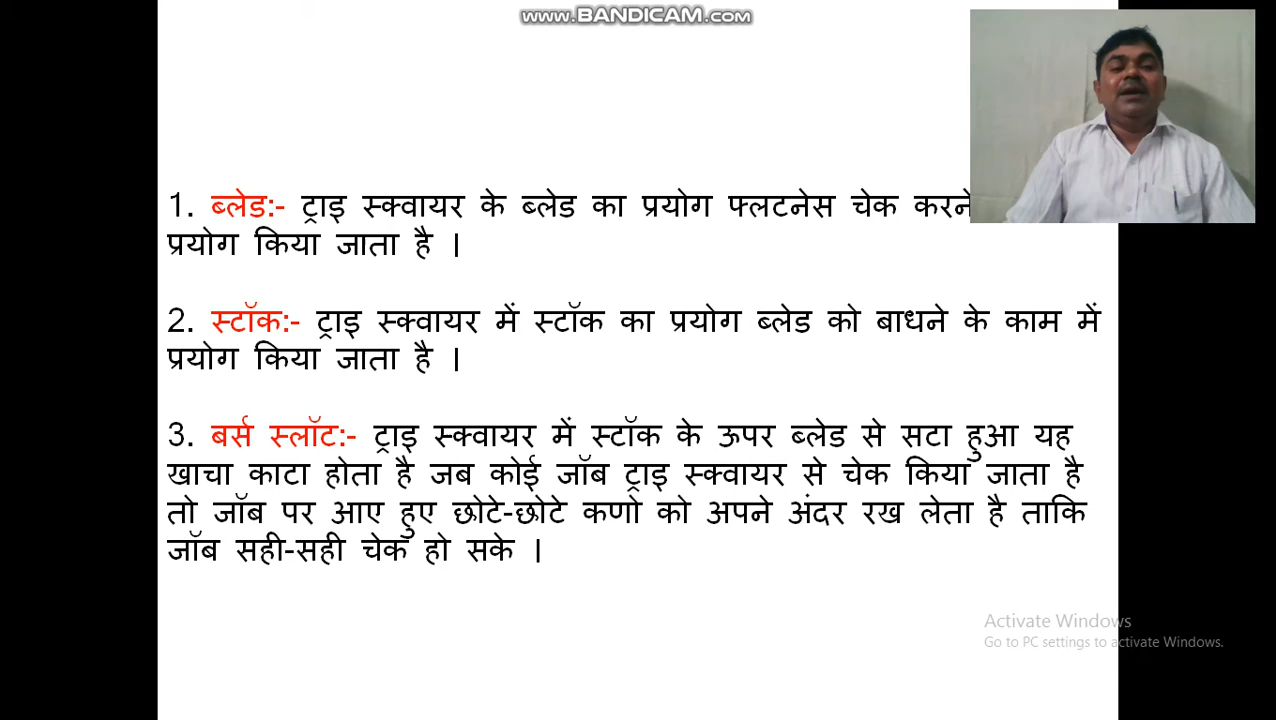 www.BANDICAM.com
1. ब्लेड:- ट्राइ स्क्वायर के ब्लेड का प्रयोग फ्लटनेस चेक करने
प्रयोग किया जाता है ।
2. स्टॉक:- ट्राइ स्क्वायर में स्टॉक का प्रयोग ब्लेड को बाधने के काम में
प्रयोग किया जाता है ।
3. बर्स स्लॉट:- ट्राइ स्क्वायर में स्टॉक के ऊपर ब्लेड से सटा हुआ यह
खाचा काटा होता है जब कोई जॉब ट्राइ स्क्वायर से चेक किया जाता है
तो जॉब पर आए हुए छोटे-छोटे कणो को अपने अंदर रख लेता है ताकि
जॉब सही-सही चेक हो सके ।
Activate Windows
Go to PC settings to activate Windows.